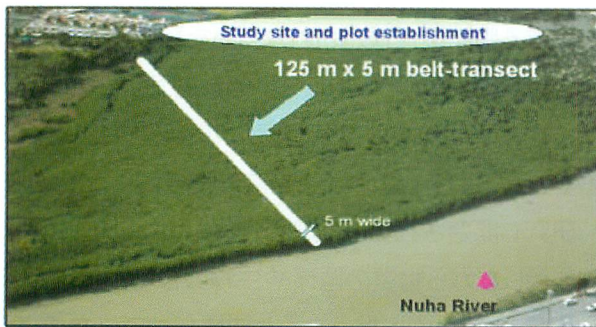 Study site and plot establishment
125 m x 5 m belt-transect
5 m wide
Nuha River